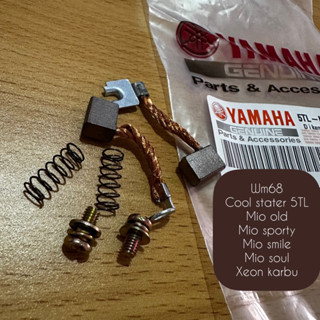 YAMAHA
GENUINE
Parts & Access
YAMAHA
GENUINE
Parts & Accessories
5TL-
Wm68
Cool stater 5TL
Mio old
Mio sporty
Mio smile
Mio soul
Xeon karbu